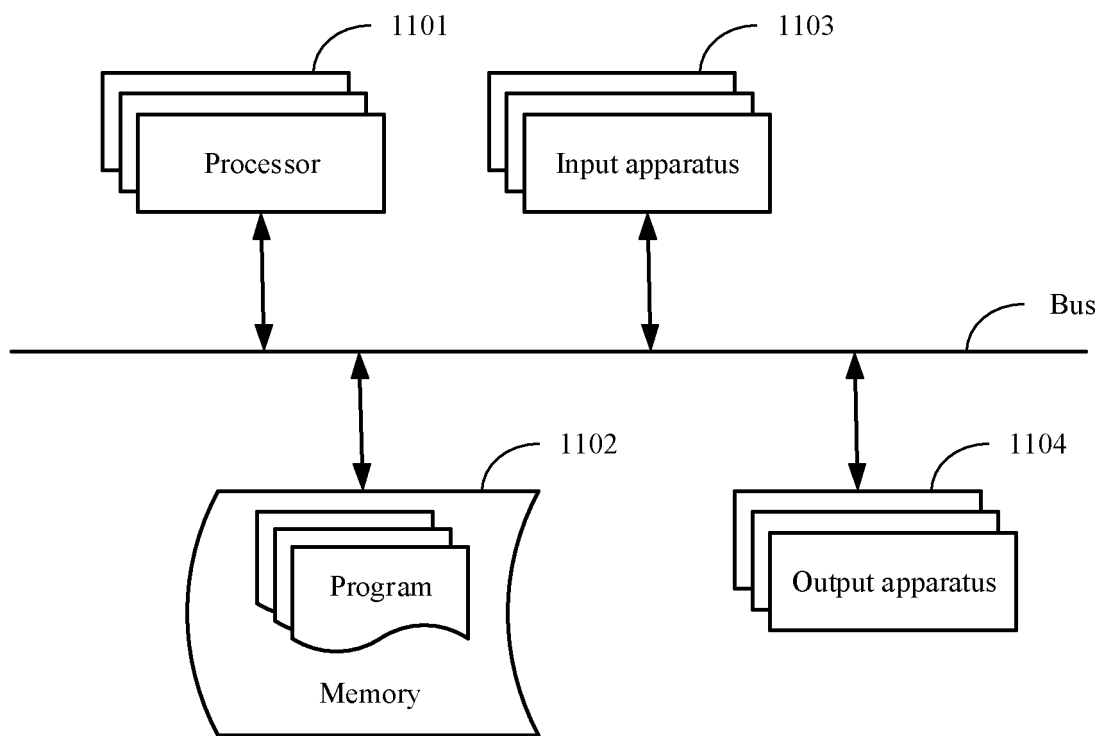 1101
1103
Processor
Input apparatus
Bus
1102
1104
Program
Output apparatus
Memory